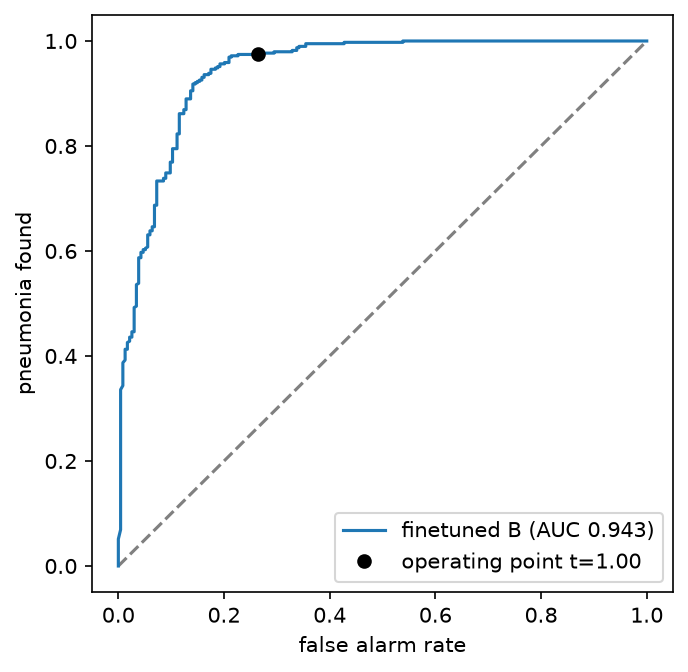 1.0
0.8
0.6
0.4
0.2
0.0
pneumonia found
0.0 0.2 0.4 0.6 0.8 1.0
false alarm rate
finetuned B (AUC 0.943)
operating point t=1.00